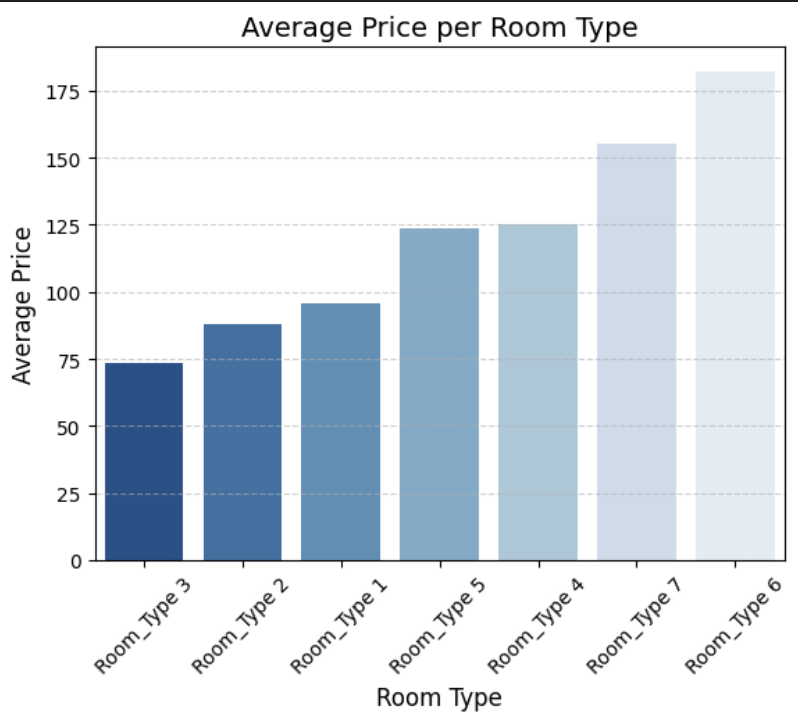 Average Price per Room Type
Average Price
175
150
125
100
75
50
25
0
Room_Type 3
Room_Type 2
Room_Type 1
Room_Type 5
Room_Type 4
Room_Type 7
Room_Type 6
Room Type